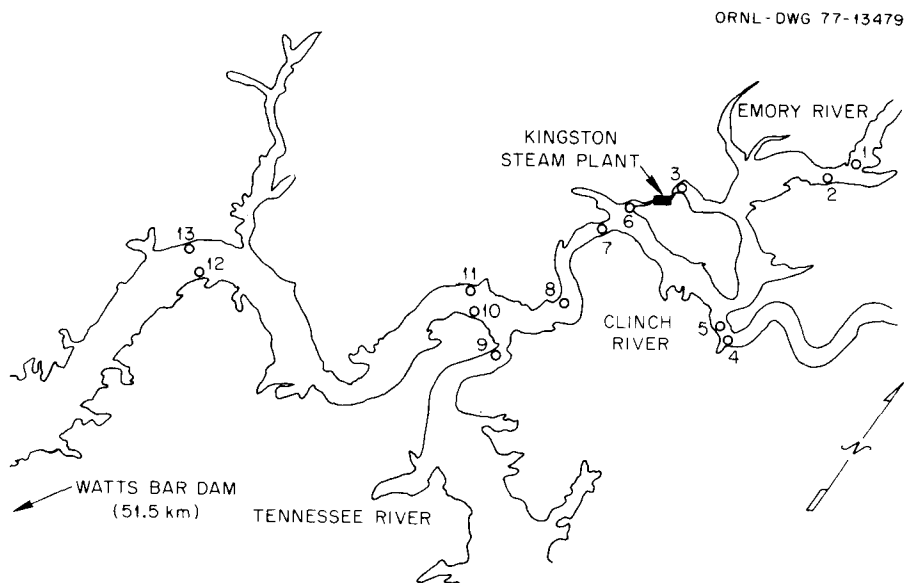 ORNL-DWG 77-13479
EMORY RIVER
KINGSTON
STEAM PLANT
1
2
3
6
7
13
12
11
10
8
9
CLINCH
RIVER
5
4
N
WATTS BAR DAM
(51.5 km)
TENNESSEE RIVER